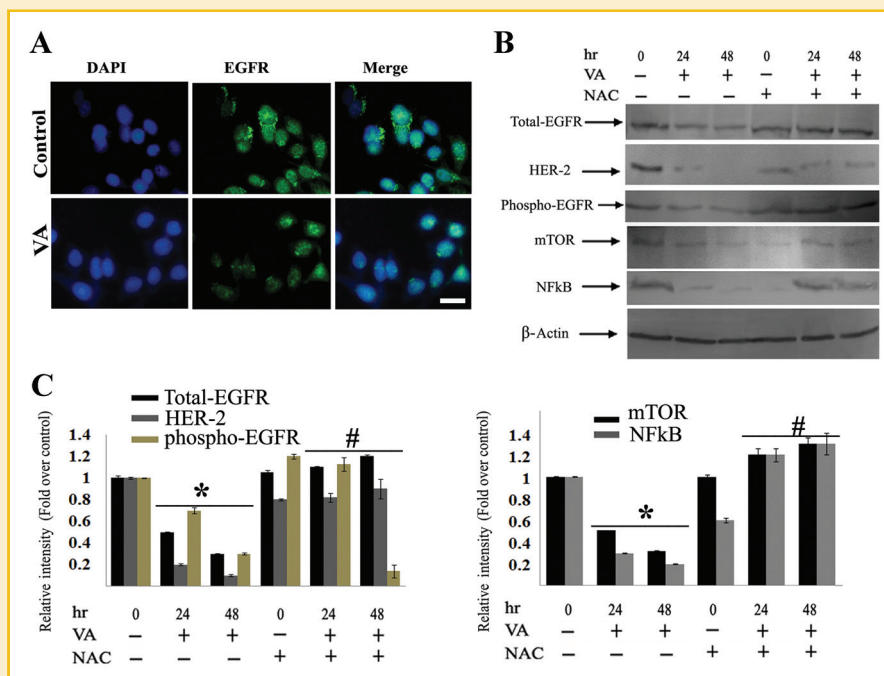 A
DAPI EGFR Merge
Control
VA
B
hr 0 24 48 0 24 48
VA – + + – + +
NAC – – – + + +
Total-EGFR
HER-2
Phospho-EGFR
mTOR
NFkB
β-Actin
C
Total-EGFR
HER-2
phospho-EGFR
Relative intensity (Fold over control)
1.4
1.2
1
0.8
0.6
0.4
0.2
*
#
hr 0 24 48 0 24 48
VA – + + – + +
NAC – – – + + +
mTOR
NFkB
Relative intensity (Fold over control)
1.4
1.2
1
0.8
0.6
0.4
0.2
*
#
hr 0 24 48 0 24 48
VA – + + – + +
NAC – – – + + +